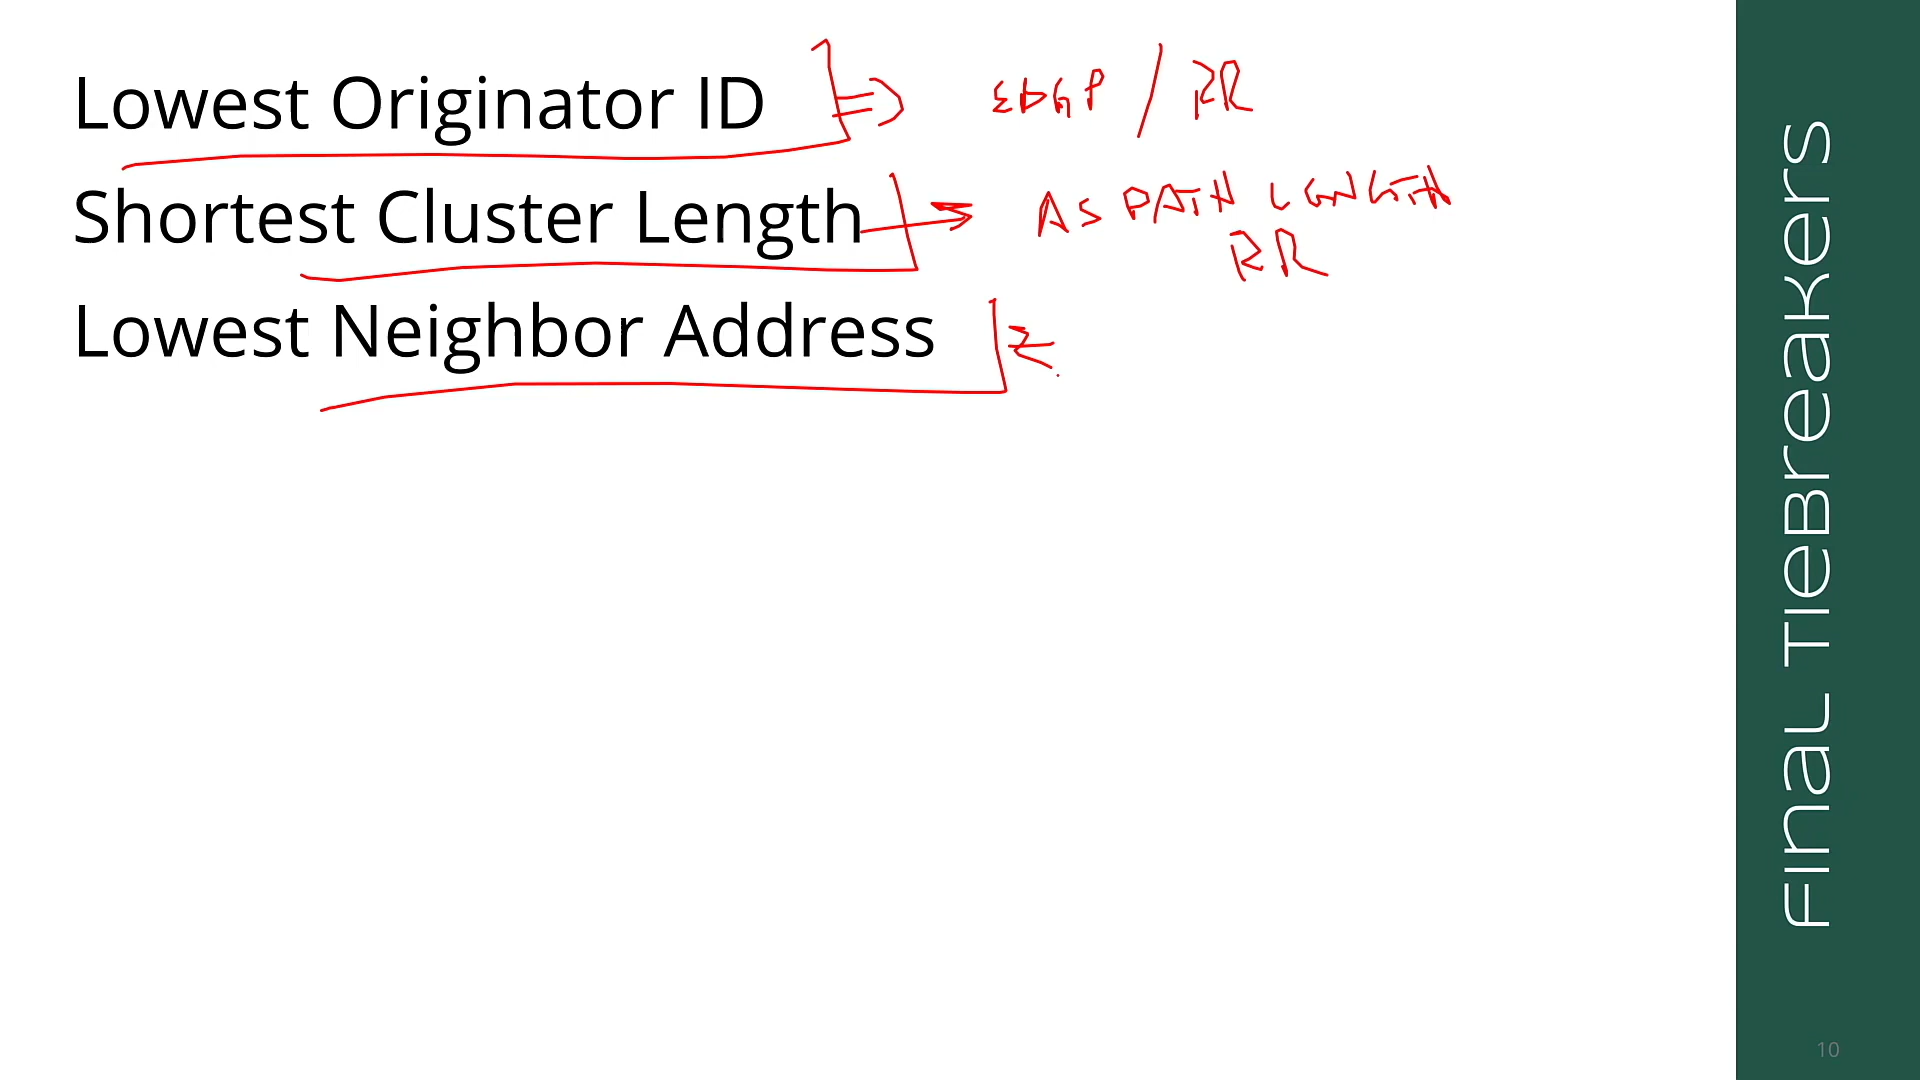 Lowest Originator ID EBGP / RR
Shortest Cluster Length AS PATH LENGTH
RR
Lowest Neighbor Address
Final Tiebreakers
10